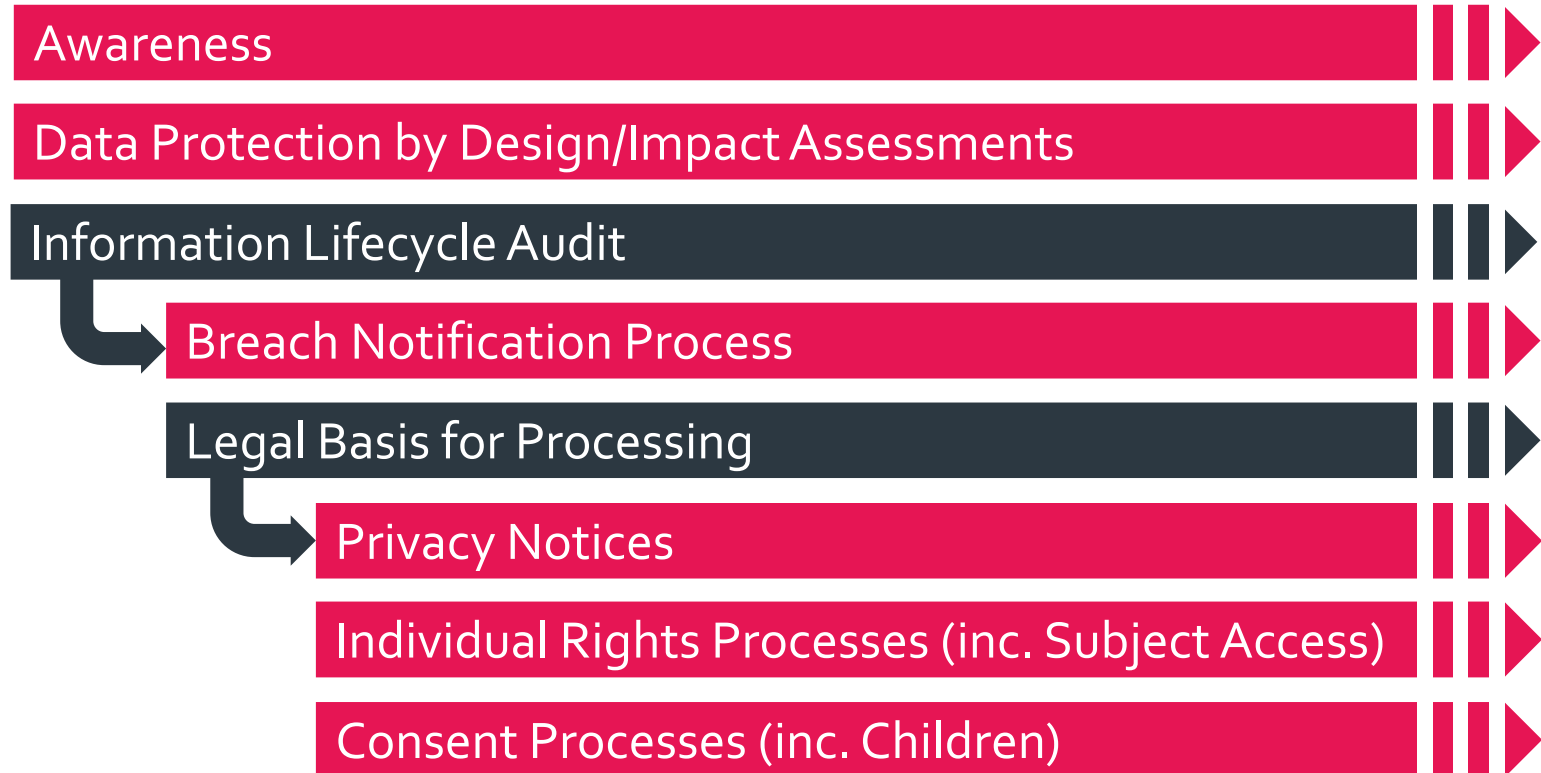 Awareness
Data Protection by Design/Impact Assessments
Information Lifecycle Audit
Breach Notification Process
Legal Basis for Processing
Privacy Notices
Individual Rights Processes (inc. Subject Access)
Consent Processes (inc. Children)